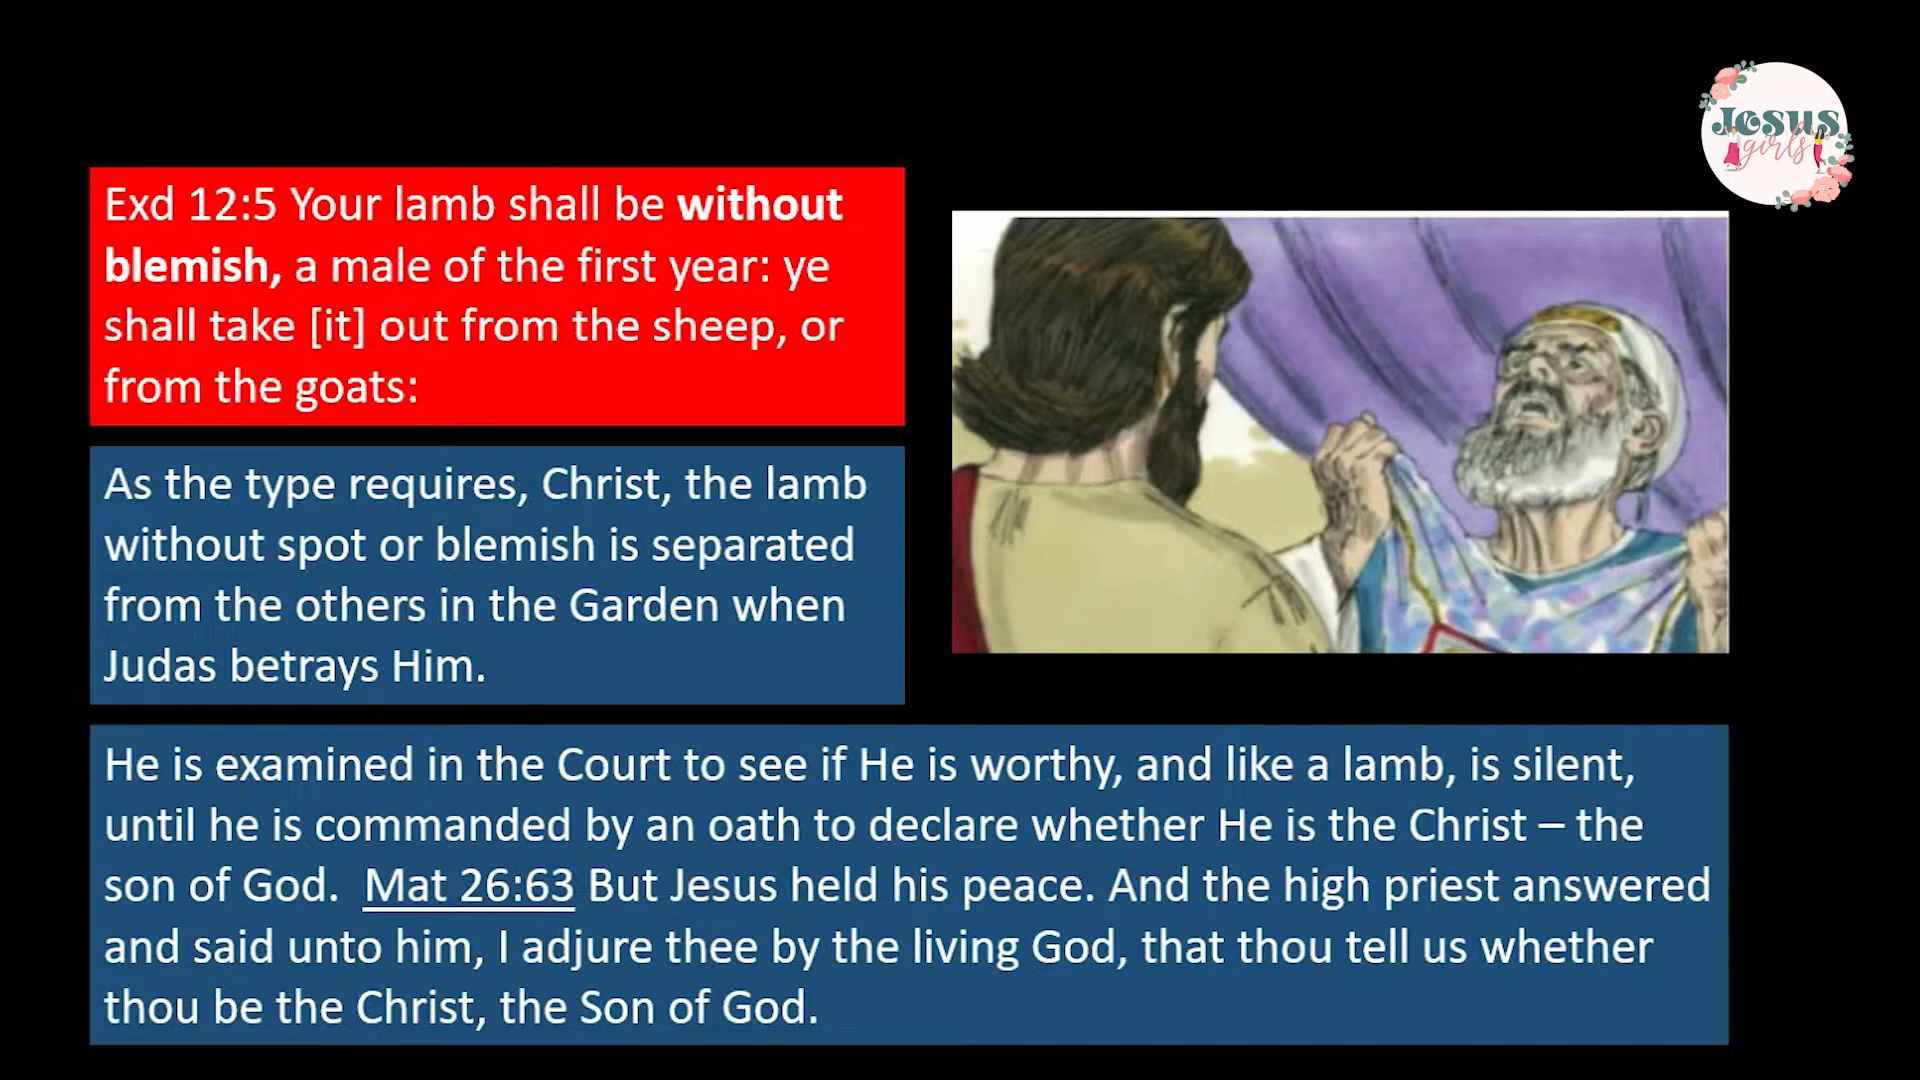 Jesus
girls
Exd 12:5 Your lamb shall be without
blemish, a male of the first year: ye
shall take [it] out from the sheep, or
from the goats:
As the type requires, Christ, the lamb
without spot or blemish is separated
from the others in the Garden when
Judas betrays Him.
He is examined in the Court to see if He is worthy, and like a lamb, is silent,
until he is commanded by an oath to declare whether He is the Christ – the
son of God.  Mat 26:63 But Jesus held his peace. And the high priest answered
and said unto him, I adjure thee by the living God, that thou tell us whether
thou be the Christ, the Son of God.